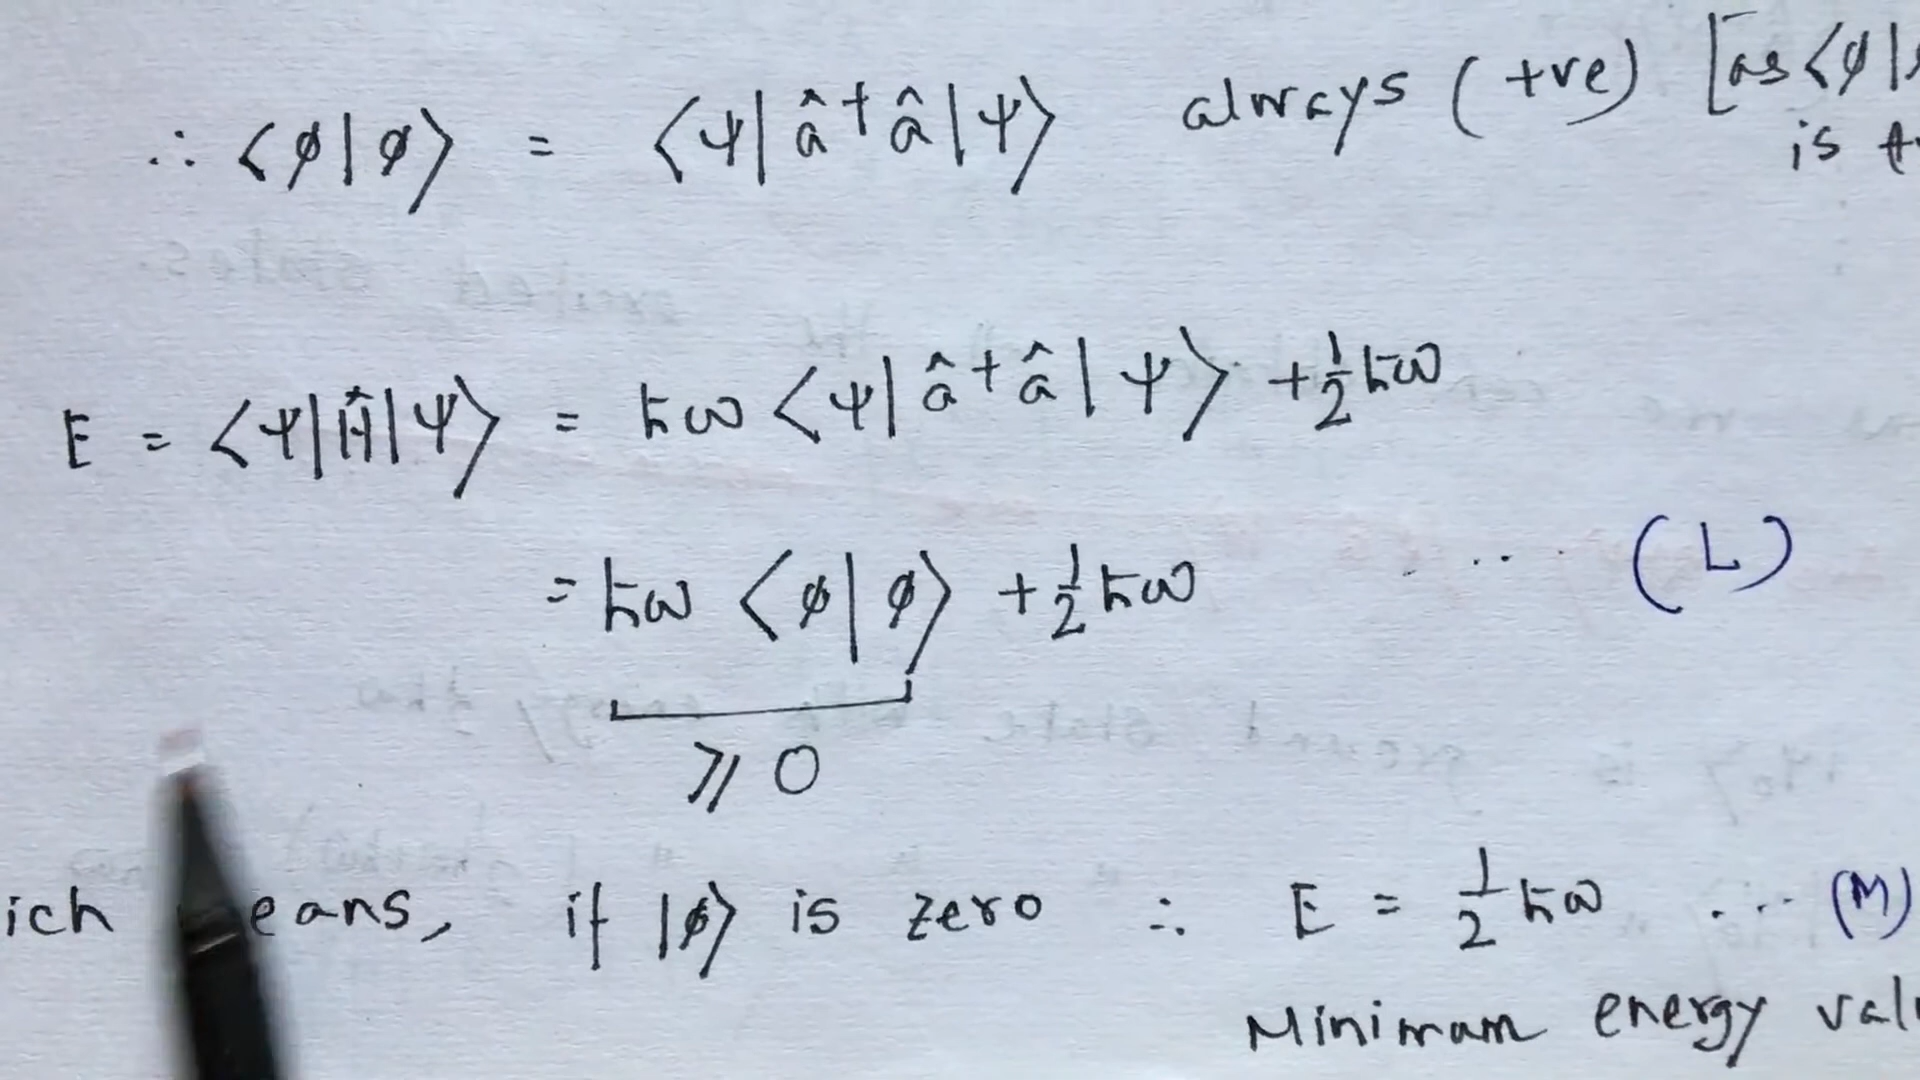 ∴ ⟨φ|φ⟩ = ⟨ψ|â†â|ψ⟩ always (+ve) [as ⟨φ|
is
E = ⟨ψ|Ĥ|ψ⟩ = ħω ⟨ψ|â†â|ψ⟩ + ½ħω
= ħω ⟨φ|φ⟩ + ½ħω ... (L)
⩾ 0
ich eans, if |φ⟩ is zero ∴ E = ½ħω ... (M)
Minimum energy val